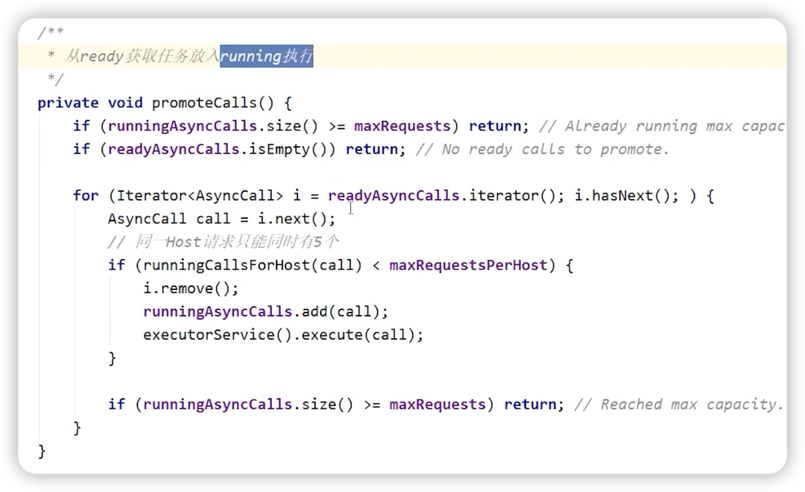 /**
 * 从ready获取任务放入running执行
 */
private void promoteCalls() {
    if (runningAsyncCalls.size() >= maxRequests) return; // Already running max capac
    if (readyAsyncCalls.isEmpty()) return; // No ready calls to promote.
    for (Iterator<AsyncCall> i = readyAsyncCalls.iterator(); i.hasNext(); ) {
        AsyncCall call = i.next();
        // 同一Host请求只能同时有5个
        if (runningCallsForHost(call) < maxRequestsPerHost) {
            i.remove();
            runningAsyncCalls.add(call);
            executorService().execute(call);
        }
        if (runningAsyncCalls.size() >= maxRequests) return; // Reached max capacity.
    }
}